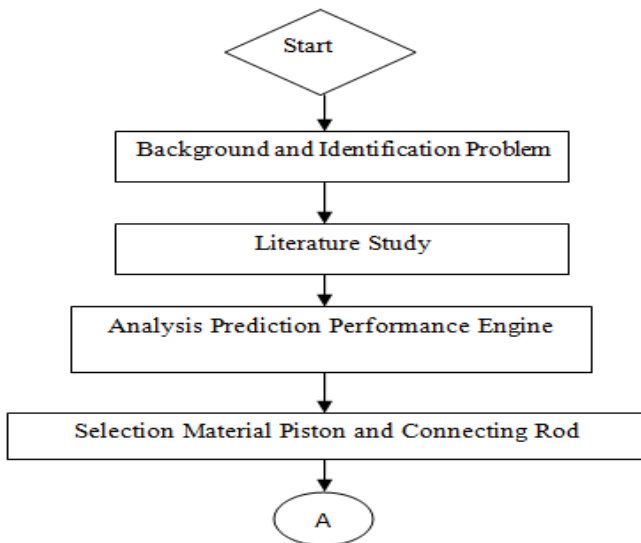 Start
Background and Identification Problem
Literature Study
Analysis Prediction Performance Engine
Selection Material Piston and Connecting Rod
A